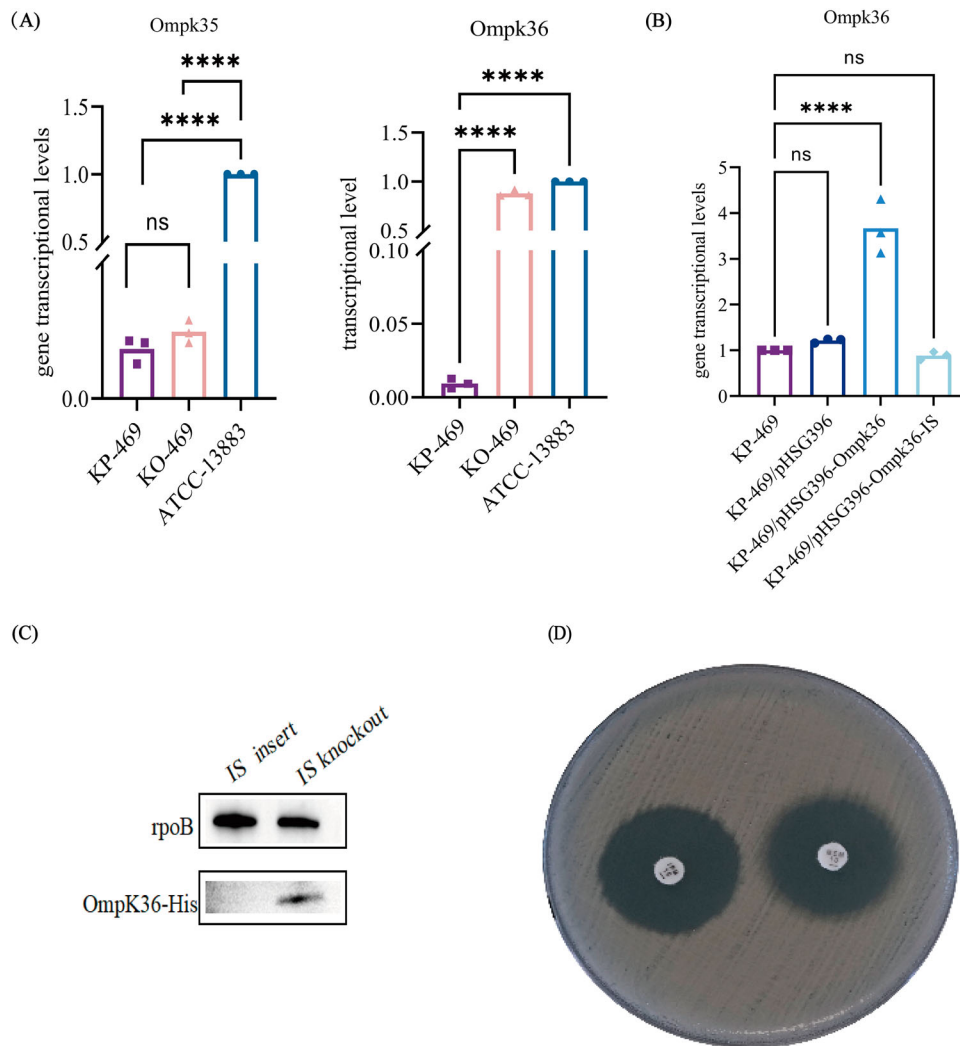 (A)
Ompk35
gene transcriptional levels
1.5
1.0
0.5
0.0
****
****
ns
KP-469
KO-469
ATCC-13883
Ompk36
transcriptional level
1.5
1.0
0.5
0.10
0.05
0.00
****
****
KP-469
KO-469
ATCC-13883
(B)
Ompk36
gene transcriptional levels
5
4
3
2
1
0
ns
****
ns
KP-469
KP-469/pHSG396
KP-469/pHSG396-Ompk36
KP-469/pHSG396-Ompk36-IS
(C)
IS insert
IS knockout
rpoB
OmpK36-His
(D)